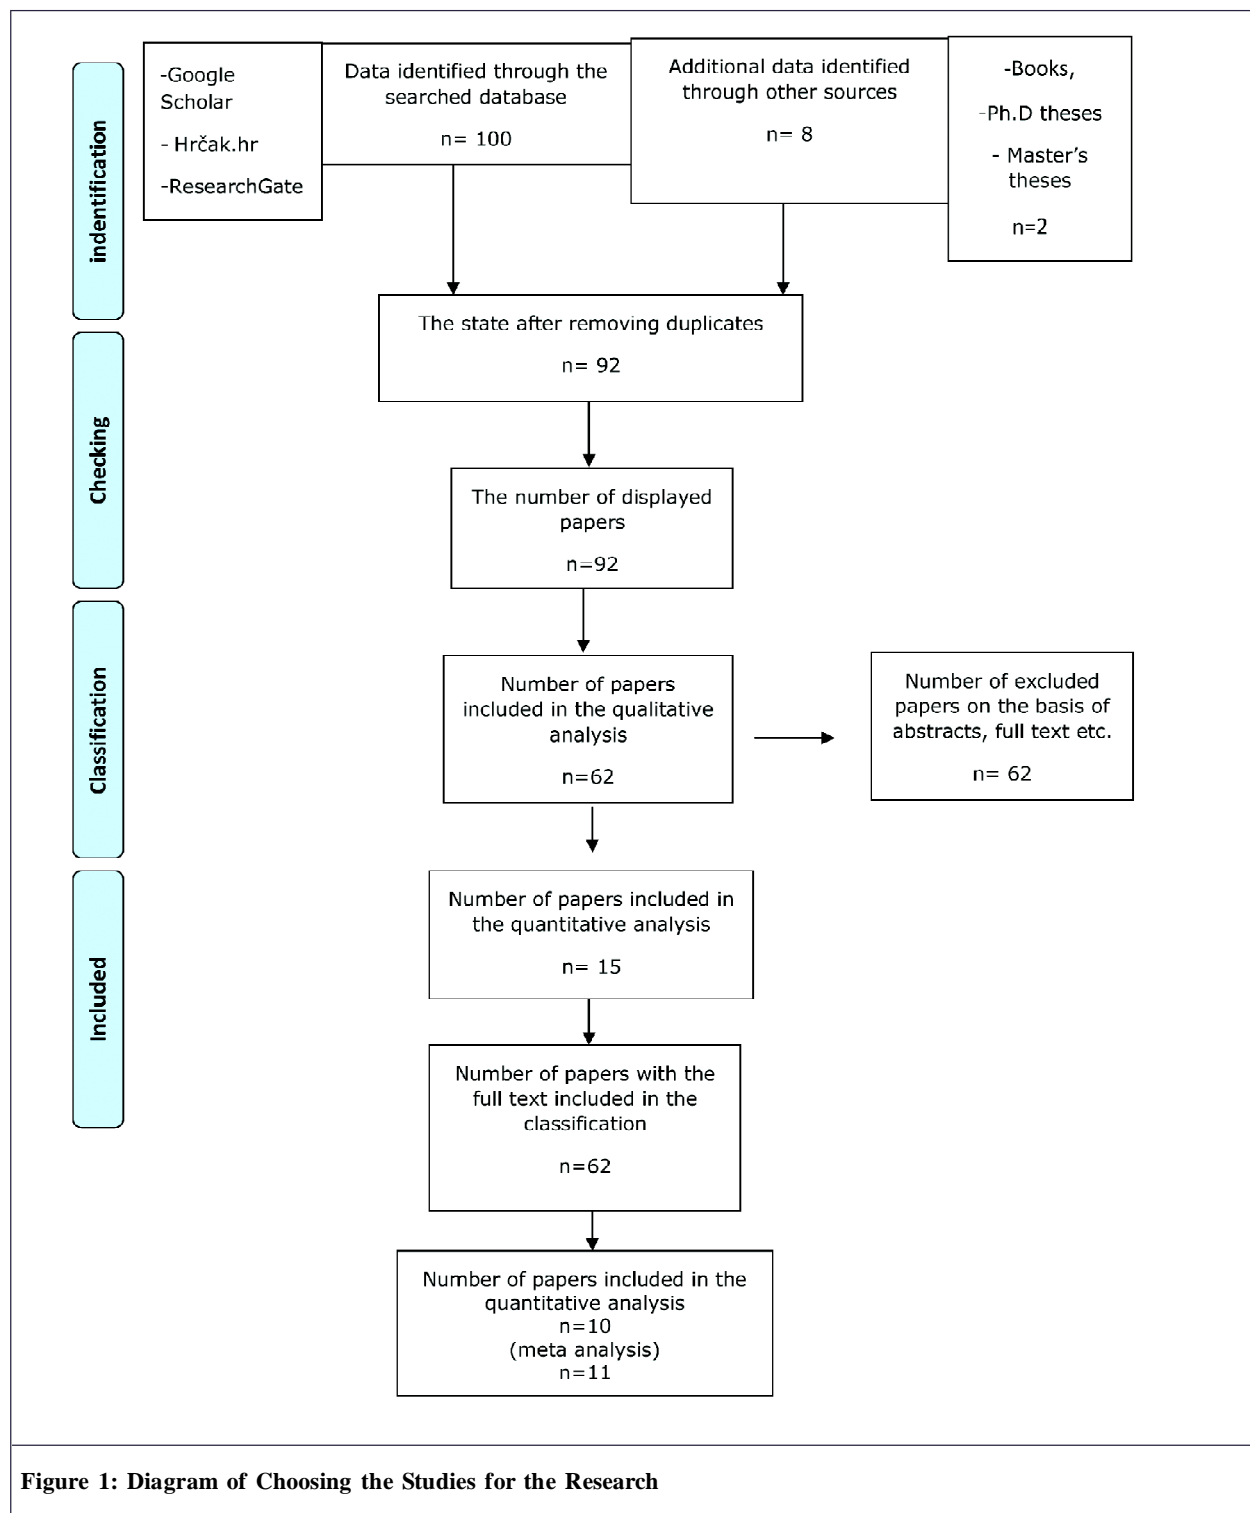 -Google
Scholar
- Hrčak.hr
-ResearchGate
Data identified through the
searched database
n= 100
Additional data identified
through other sources
n= 8
-Books,
-Ph.D theses
- Master's
theses
n=2
indentification
The state after removing duplicates
n= 92
Checking
The number of displayed
papers
n=92
Classification
Number of papers
included in the qualitative
analysis
n=62
Number of excluded
papers on the basis of
abstracts, full text etc.
n= 62
Included
Number of papers included in
the quantitative analysis
n= 15
Number of papers with the
full text included in the
classification
n=62
Number of papers included in the
quantitative analysis
n=10
(meta analysis)
n=11
Figure 1: Diagram of Choosing the Studies for the Research